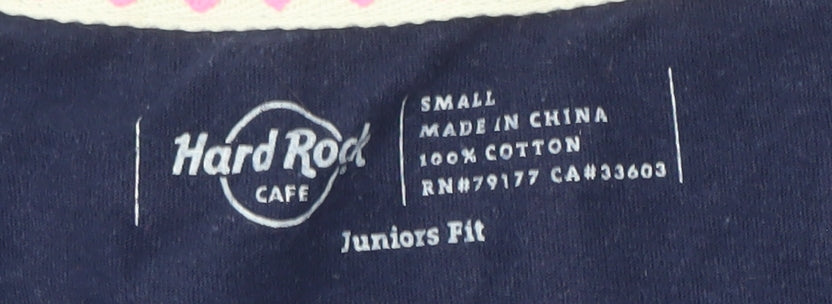 Hard Rock
CAFE
SMALL
MADE IN CHINA
100% COTTON
RN#79177 CA#33603
Juniors Fit